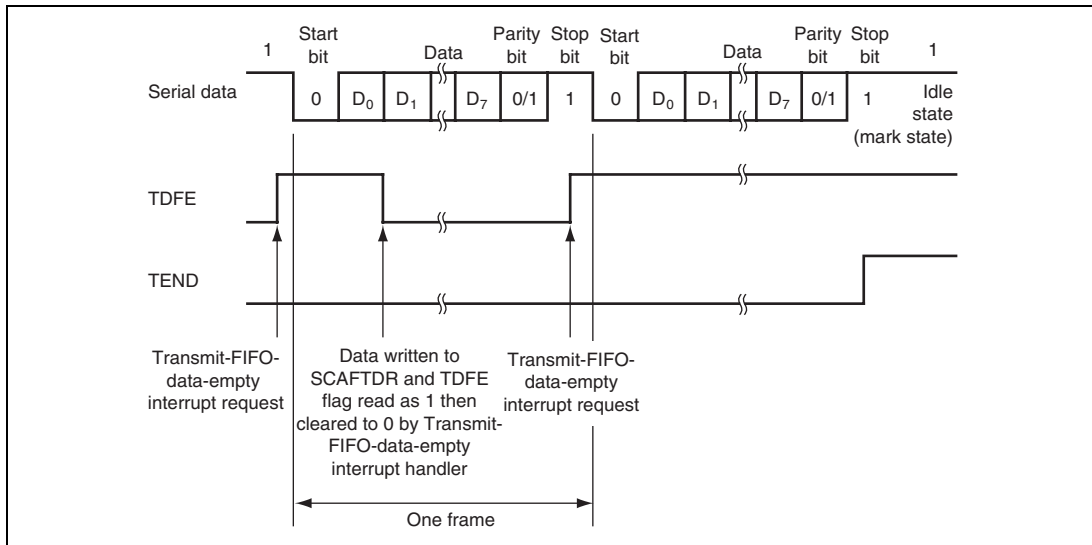 1 Start bit Data Parity bit Stop bit Start bit Data Parity bit Stop bit 1
Serial data 0 D0 D1 D7 0/1 1 0 D0 D1 D7 0/1 1 Idle state (mark state)
TDFE
TEND
Transmit-FIFO-
data-empty
interrupt request
Data written to
SCAFTDR and TDFE
flag read as 1 then
cleared to 0 by Transmit-
FIFO-data-empty
interrupt handler
Transmit-FIFO-
data-empty
interrupt request
One frame